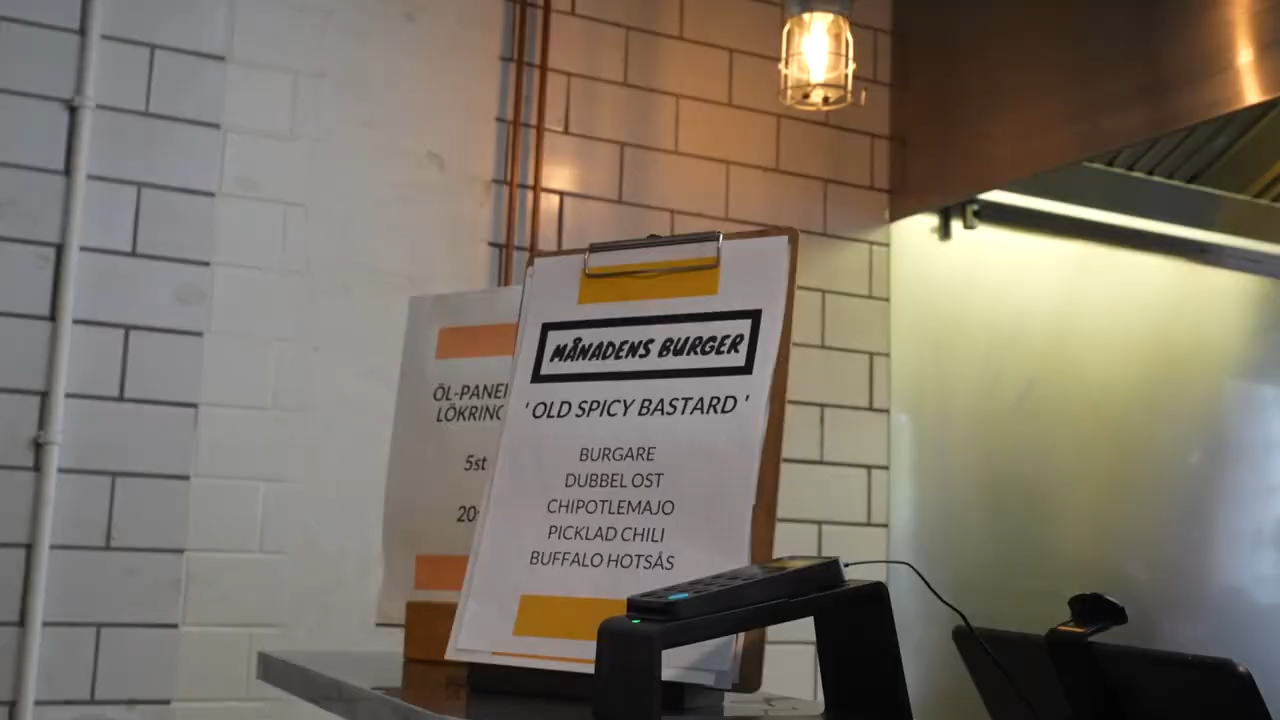 MÅNADENS BURGER
' OLD SPICY BASTARD '
BURGARE
DUBBEL OST
CHIPOTLEMAJO
PICKLAD CHILI
BUFFALO HOTSÅS
5st